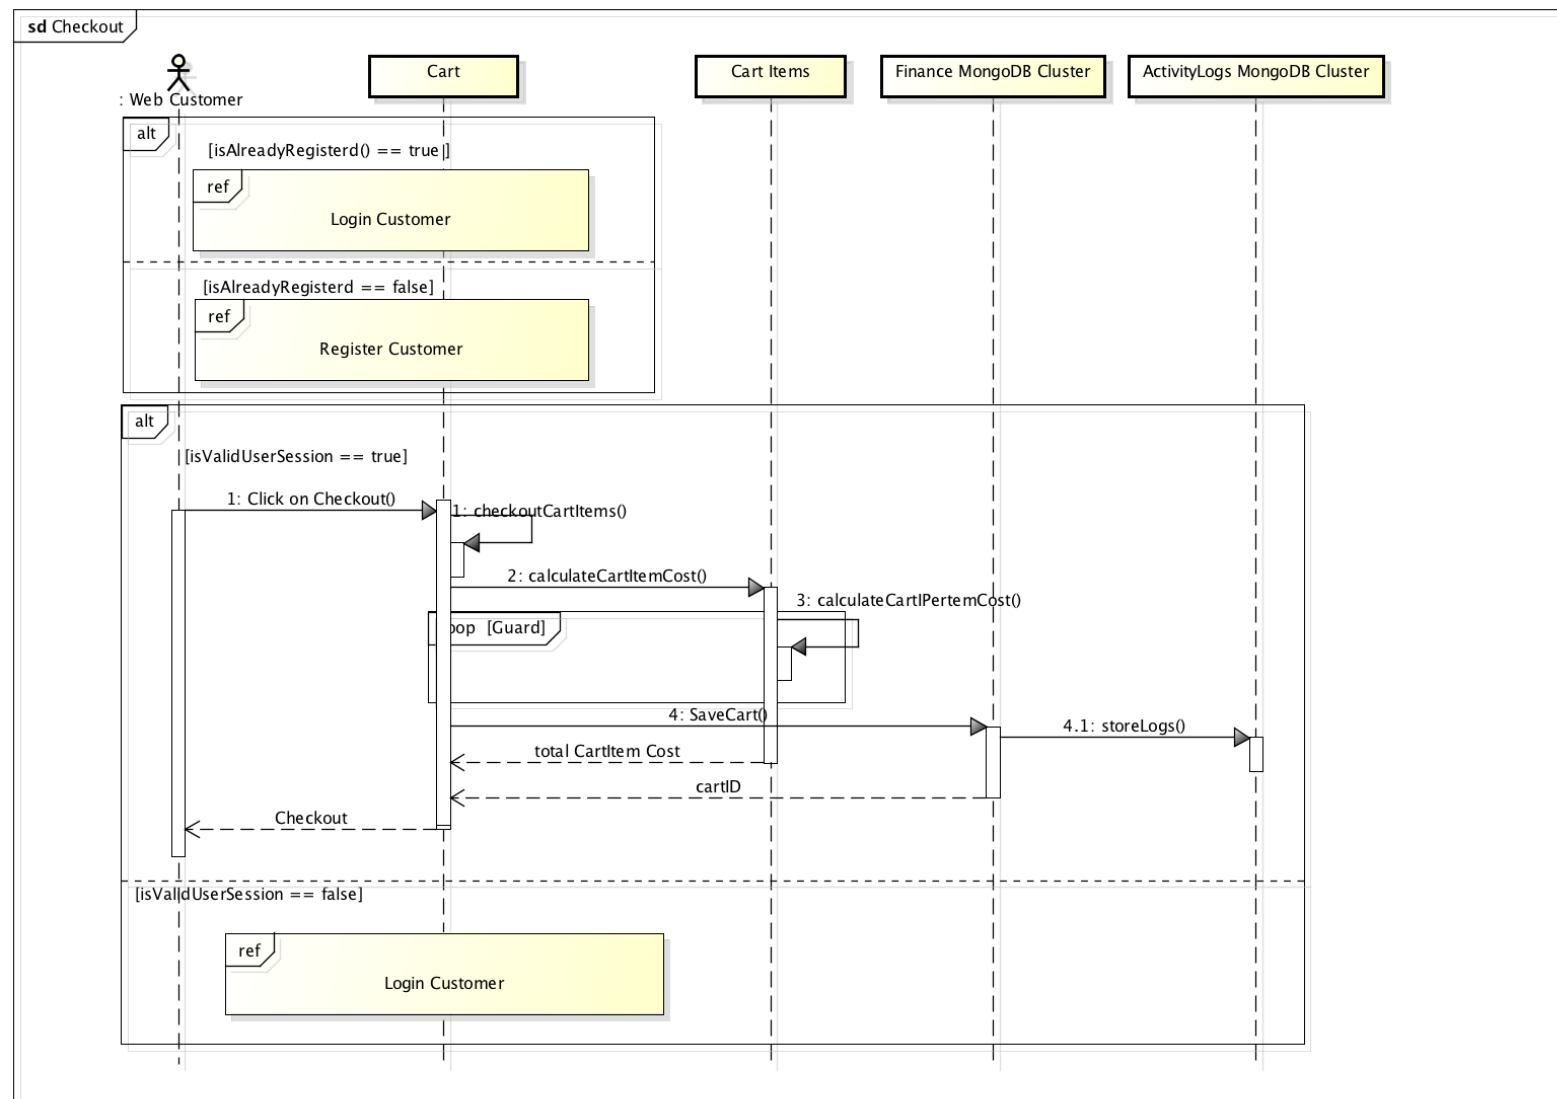 sd Checkout
: Web Customer
Cart
Cart Items
Finance MongoDB Cluster
ActivityLogs MongoDB Cluster
alt
[isAlreadyRegisterd() == true]
ref
Login Customer
[isAlreadyRegisterd == false]
ref
Register Customer
alt
[isValidUserSession == true]
1: Click on Checkout()
1: checkoutCartItems()
2: calculateCartItemCost()
3: calculateCartIPertemCost()
oop [Guard]
4: SaveCart()
4.1: storeLogs()
total CartItem Cost
cartID
Checkout
[isValidUserSession == false]
ref
Login Customer